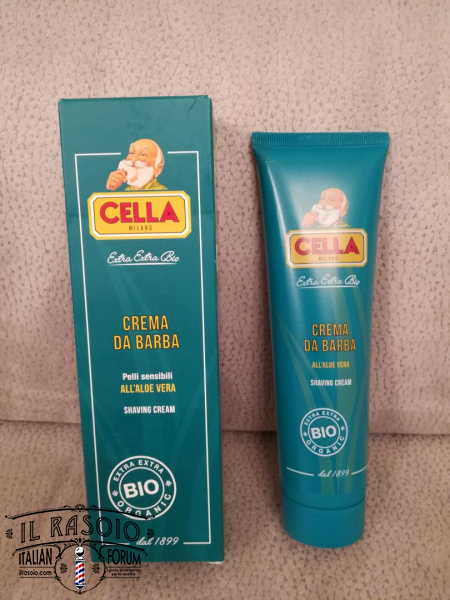 CELLA
MILANO
Extra Extra Bio
CREMA
DA BARBA
Pelli sensibili
ALL'ALOE VERA
SHAVING CREAM
EXTRA EXTRA
BIO
ORGANIC
dal 1899
CELLA
MILANO
Extra Extra Bio
CREMA
DA BARBA
ALL'ALOE VERA
SHAVING CREAM
EXTRA EXTRA
BIO
ORGANIC
dal 1899
IL RASOIO
ITALIAN FORUM
ilrasoio.com